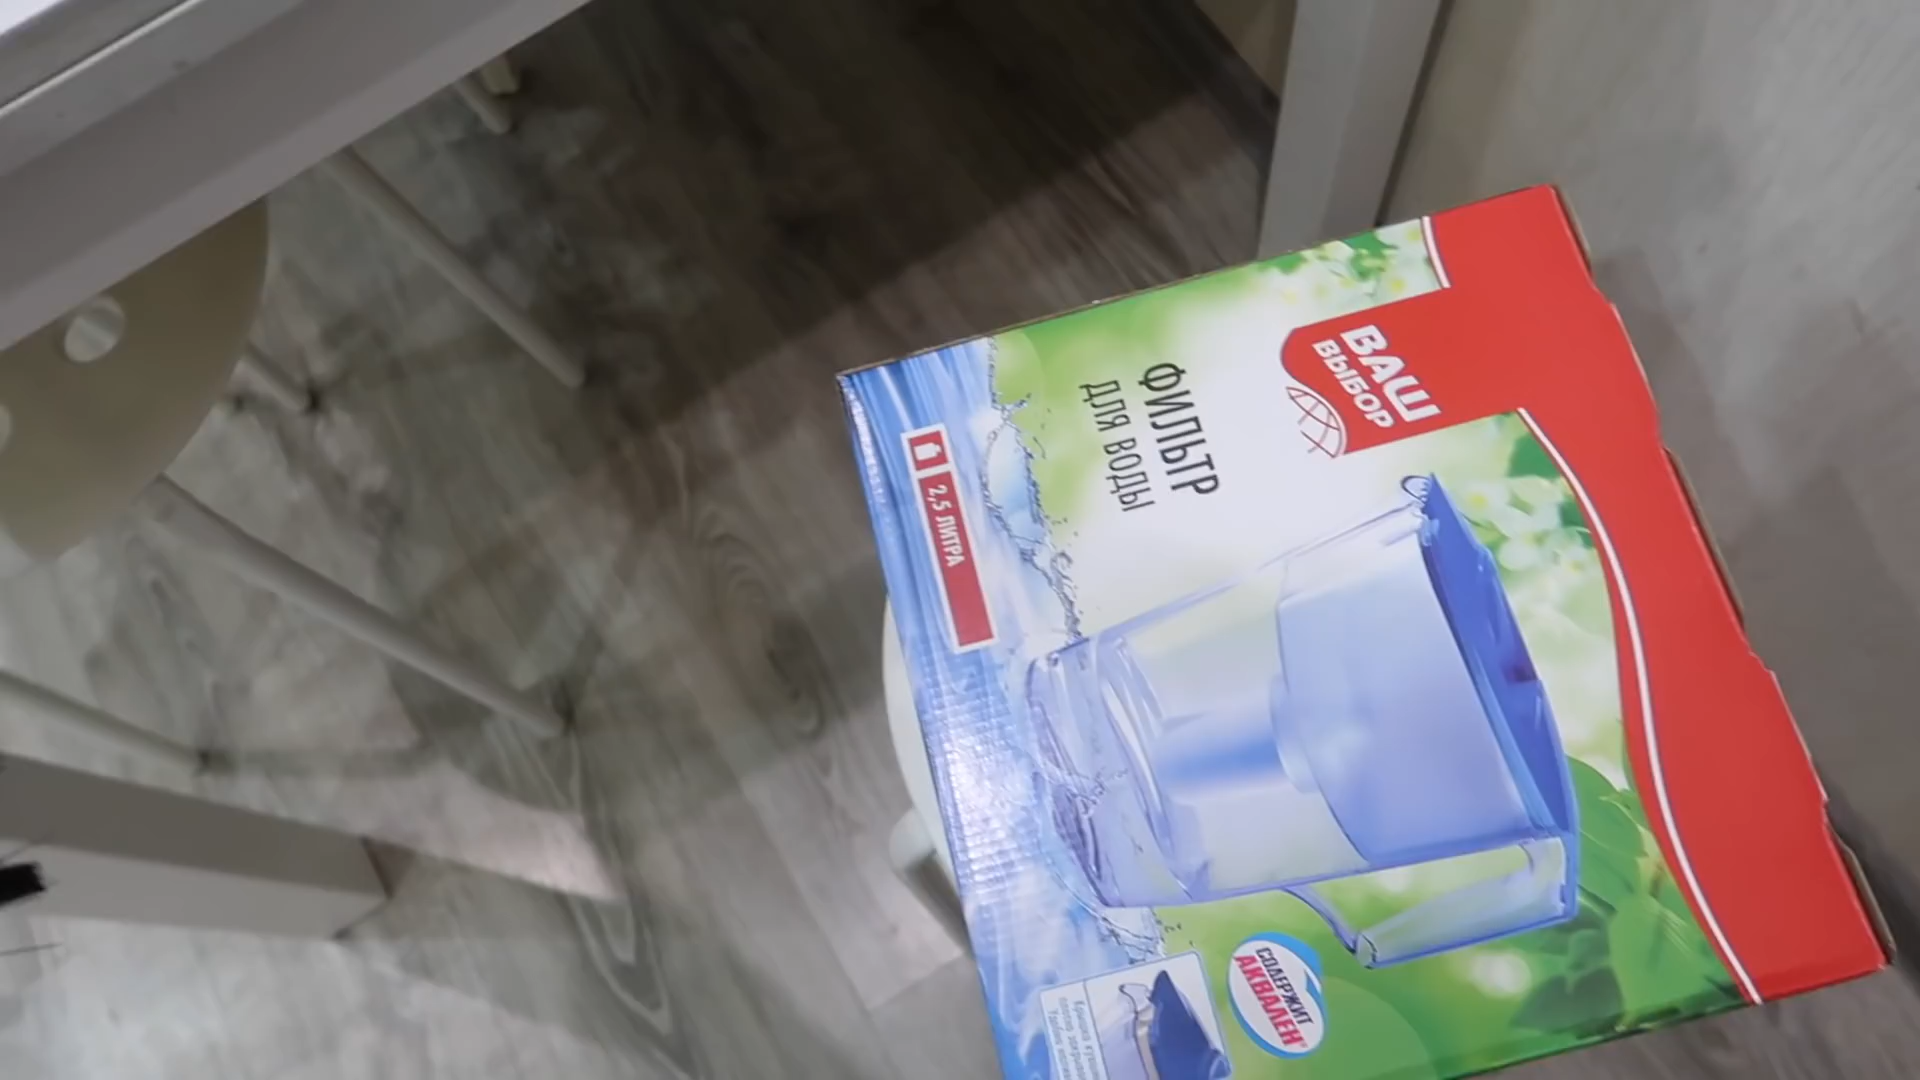 ВАШ
ВЫБОР
ФИЛЬТР
ДЛЯ ВОДЫ
2,5 ЛИТРА
СОДЕРЖИТ
АКВАЛЕН®